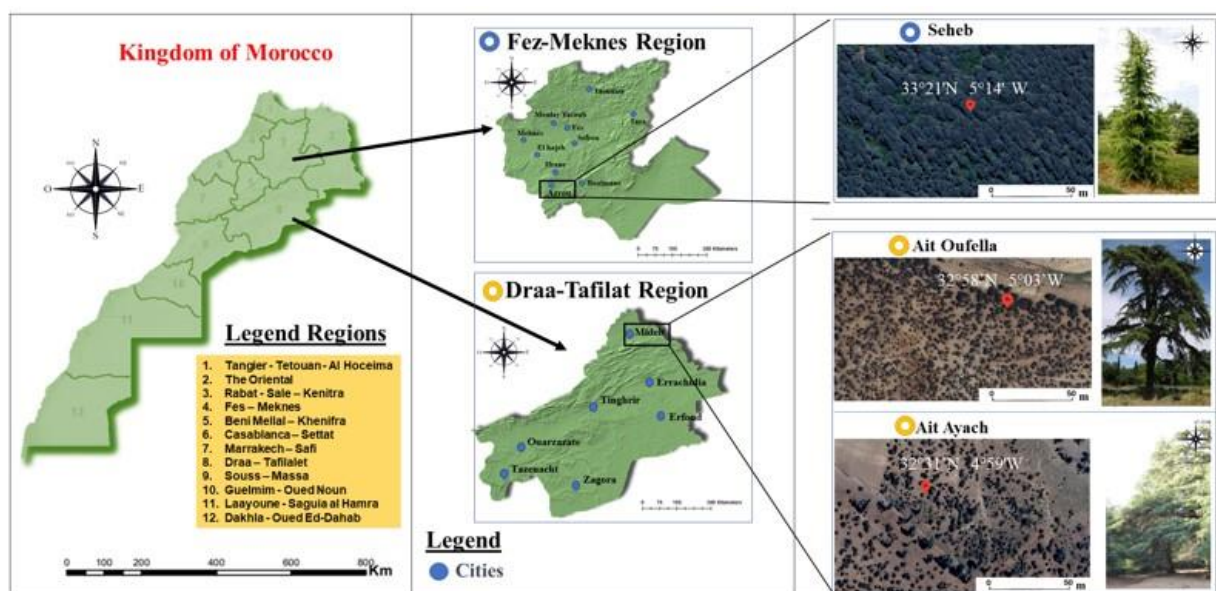 Kingdom of Morocco
N
O
E
S
Legend Regions
1. Tangier - Tetouan - Al Hoceima
2. The Oriental
3. Rabat - Sale - Kenitra
4. Fes – Meknes
5. Beni Mellal – Khenifra
6. Casablanca – Settat
7. Marrakech – Safi
8. Draa – Tafilalet
9. Souss – Massa
10. Guelmim - Oued Noun
11. Laayoune - Saguia al Hamra
12. Dakhla - Oued Ed-Dahab
0 100 200 400 600 800
Km
Fez-Meknes Region
Taounate
Taza
Moulay Yacoub
Fez
Meknès
Sefrou
El hajeb
Ifrane
Azrou
Boulmane
Draa-Tafilat Region
Midelt
Errachidia
Tinghrir
Erfoud
Ouarzazate
Tazenacht
Zagora
Legend
Cities
Seheb
33°21'N 5°14' W
0 50
m
Ait Oufella
32°58'N 5°03'W
0 50
m
Ait Ayach
32°31'N 4°59'W
0 50
m